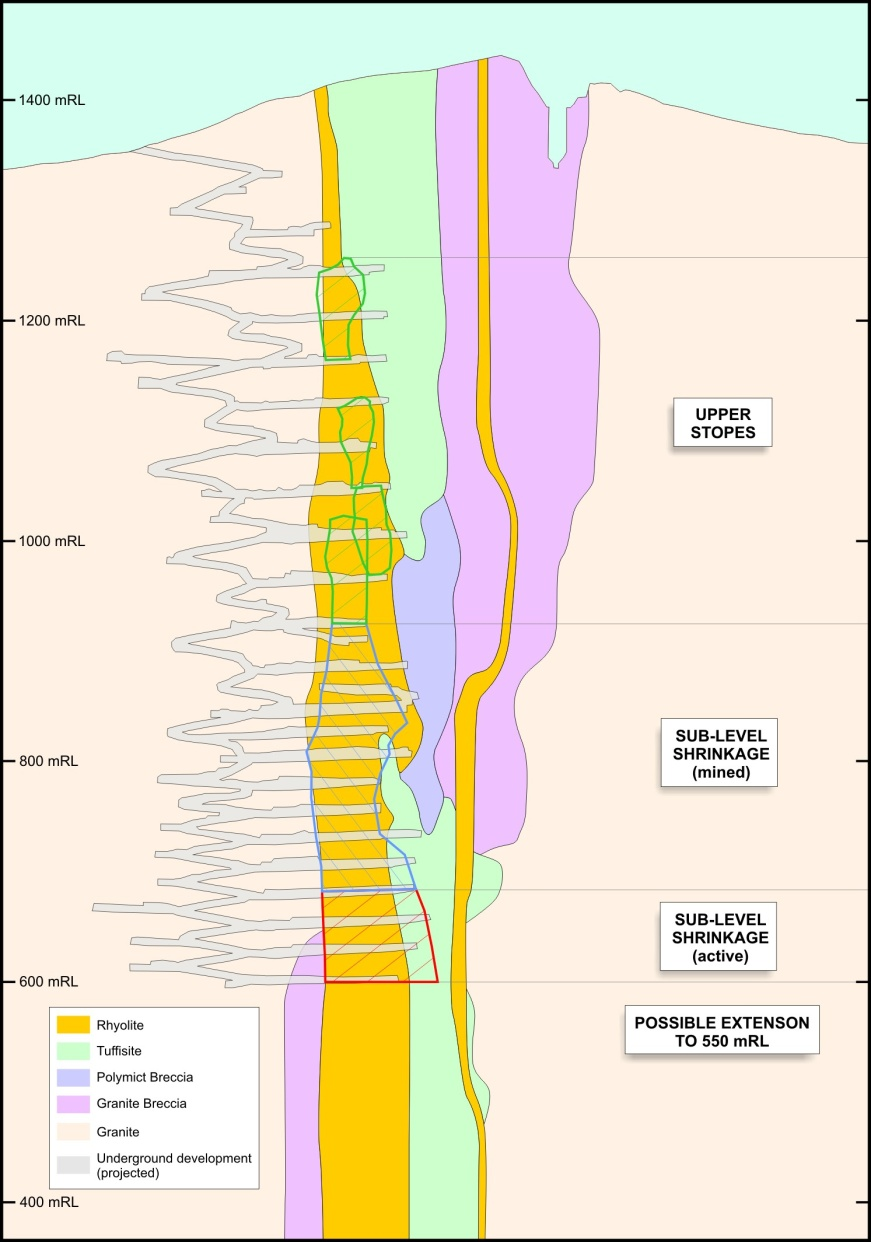 1400 mRL
1200 mRL
UPPER
STOPES
1000 mRL
800 mRL
SUB-LEVEL
SHRINKAGE
(mined)
SUB-LEVEL
SHRINKAGE
(active)
600 mRL
POSSIBLE EXTENSON
TO 550 mRL
Rhyolite
Tuffisite
Polymict Breccia
Granite Breccia
Granite
Underground development
(projected)
400 mRL